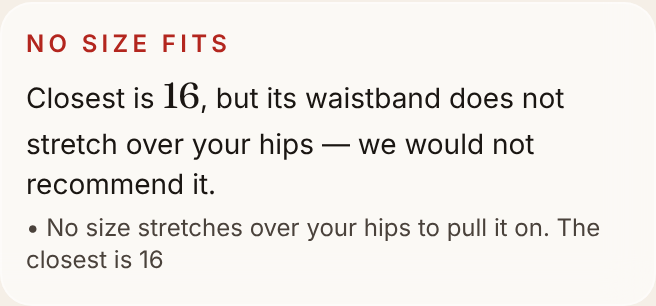 NO SIZE FITS
Closest is 16, but its waistband does not
stretch over your hips — we would not
recommend it.
• No size stretches over your hips to pull it on. The
closest is 16